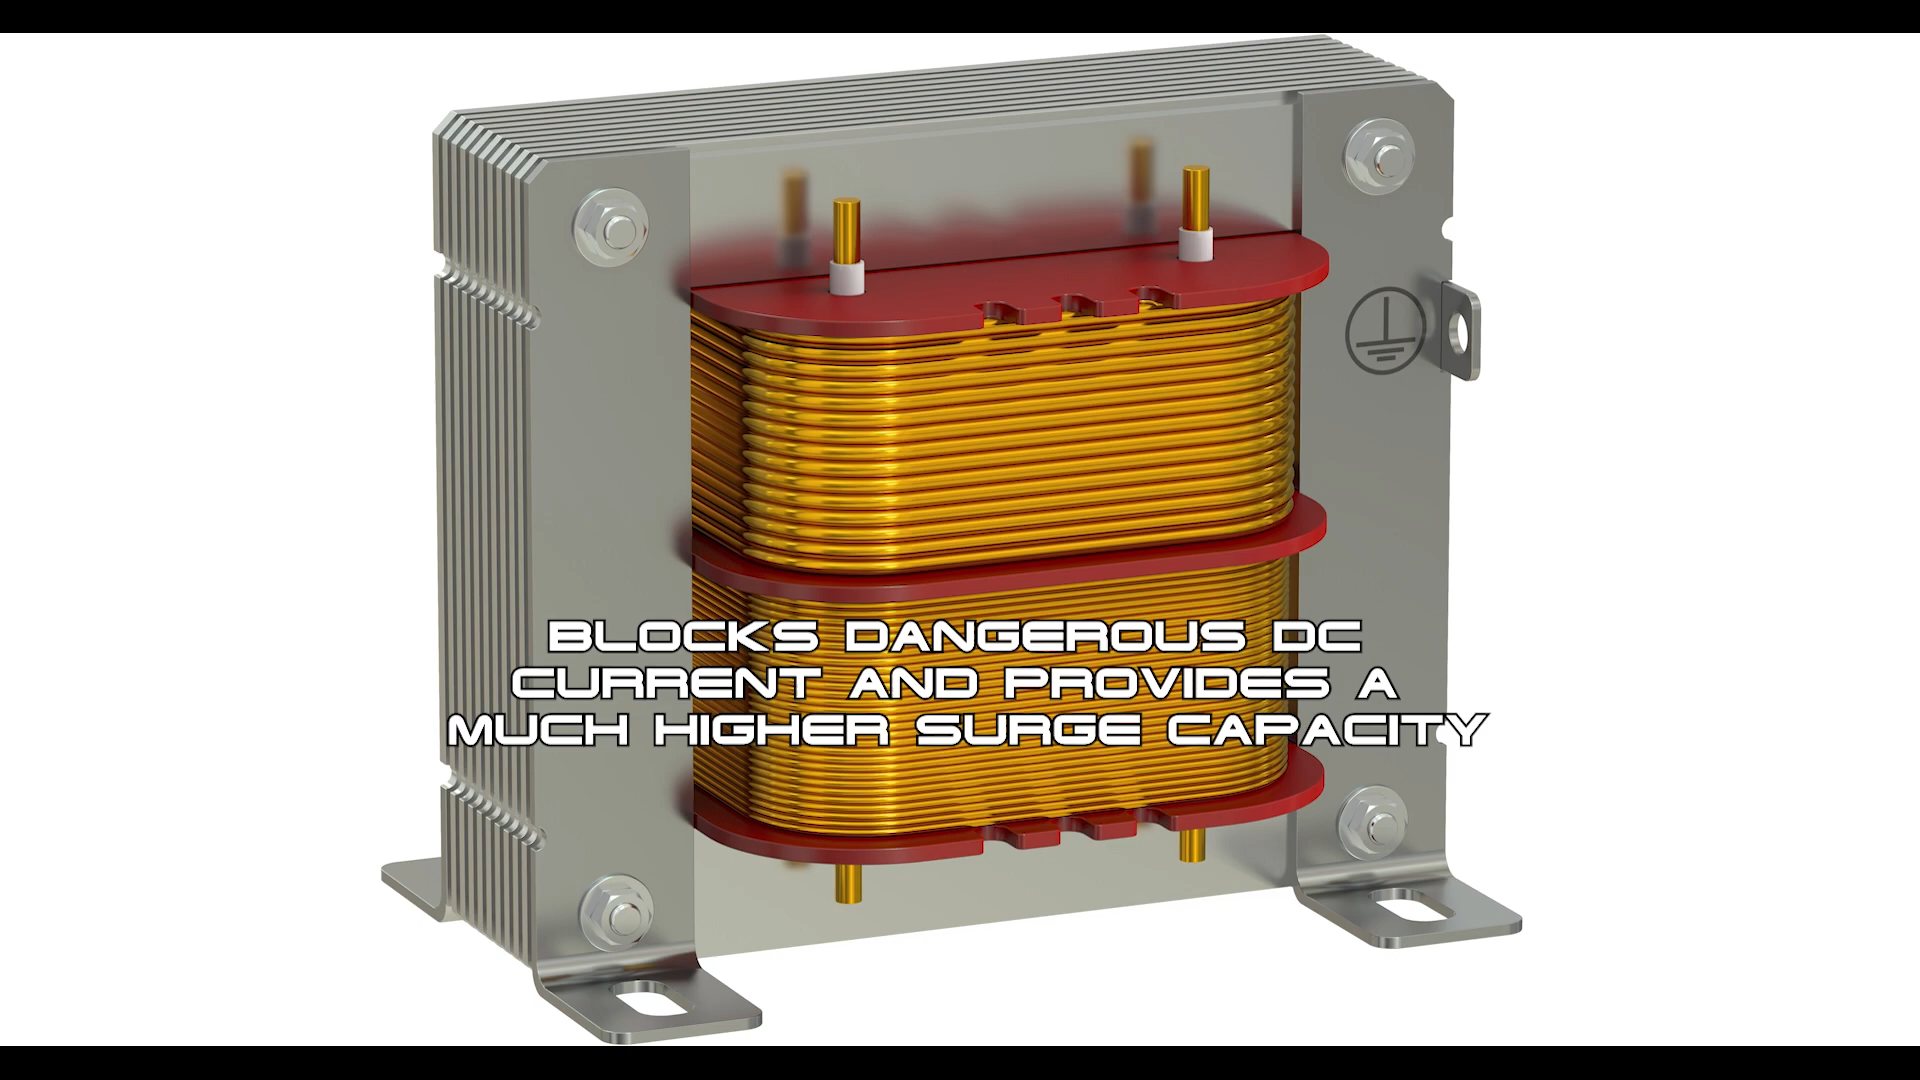 BLOCKS DANGEROUS DC
CURRENT AND PROVIDES A
MUCH HIGHER SURGE CAPACITY